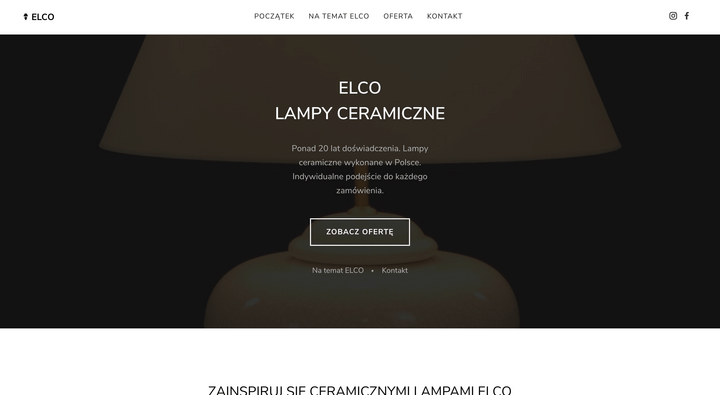 ELCO
POCZĄTEK NA TEMAT ELCO OFERTA KONTAKT
ELCO
LAMPY CERAMICZNE
Ponad 20 lat doświadczenia. Lampy
ceramiczne wykonane w Polsce.
Indywidualne podejście do każdego
zamówienia.
ZOBACZ OFERTĘ
Na temat ELCO • Kontakt
ZAINSPIRUJ SIĘ CERAMICZNYMI LAMPAMI ELCO